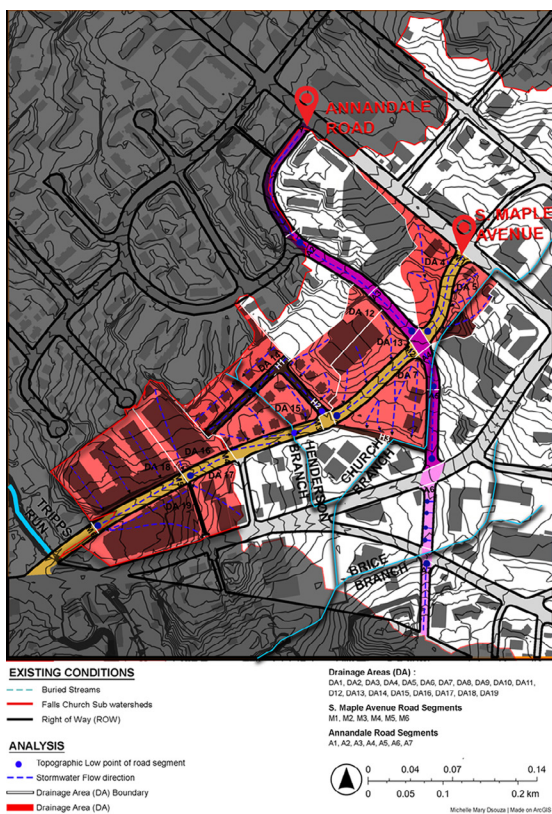 ANNANDALE
ROAD
S. MAPLE
AVENUE
DA 4
DA 5
DA 12
DA 13
DA 7
DA 14
H1
H2
DA 15
DA 16
DA 18
DA 17
DA 19
H3
TRIPPS
RUN
HENDERSON
BRANCH
CHURCH
BRANCH
BRICE
BRANCH
EXISTING CONDITIONS
Buried Streams
Falls Church Sub watersheds
Right of Way (ROW)
ANALYSIS
Topographic Low point of road segment
Stormwater Flow direction
Drainage Area (DA) Boundary
Drainage Area (DA)
Drainage Areas (DA) :
DA1, DA2, DA3, DA4, DA5, DA6, DA7, DA8, DA9, DA10, DA11,
D12, DA13, DA14, DA15, DA16, DA17, DA18, DA19
S. Maple Avenue Road Segments
M1, M2, M3, M4, M5, M6
Annandale Road Segments
A1, A2, A3, A4, A5, A6, A7
0 0.04 0.07 0.14
0 0.05 0.1 0.2 km
Michelle Mary Dsouza | Made on ArcGIS